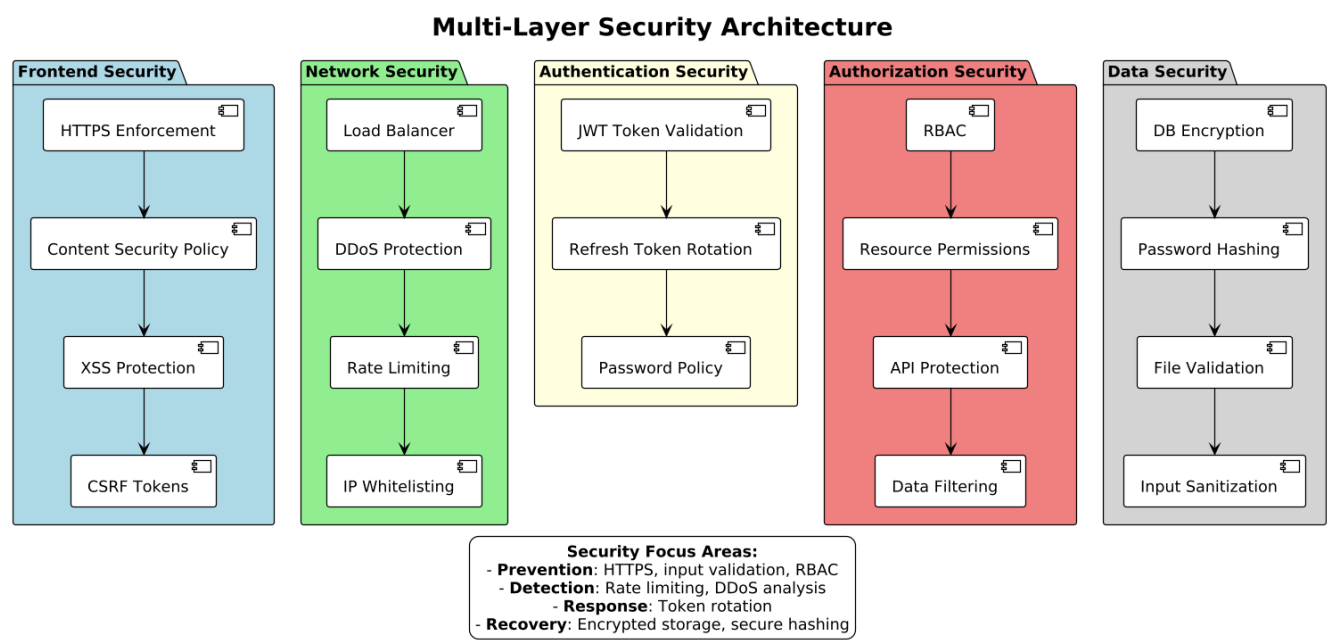 Multi-Layer Security Architecture
Frontend Security
HTTPS Enforcement
Content Security Policy
XSS Protection
CSRF Tokens
Network Security
Load Balancer
DDoS Protection
Rate Limiting
IP Whitelisting
Authentication Security
JWT Token Validation
Refresh Token Rotation
Password Policy
Authorization Security
RBAC
Resource Permissions
API Protection
Data Filtering
Data Security
DB Encryption
Password Hashing
File Validation
Input Sanitization
Security Focus Areas:
- Prevention: HTTPS, input validation, RBAC
- Detection: Rate limiting, DDoS analysis
- Response: Token rotation
- Recovery: Encrypted storage, secure hashing